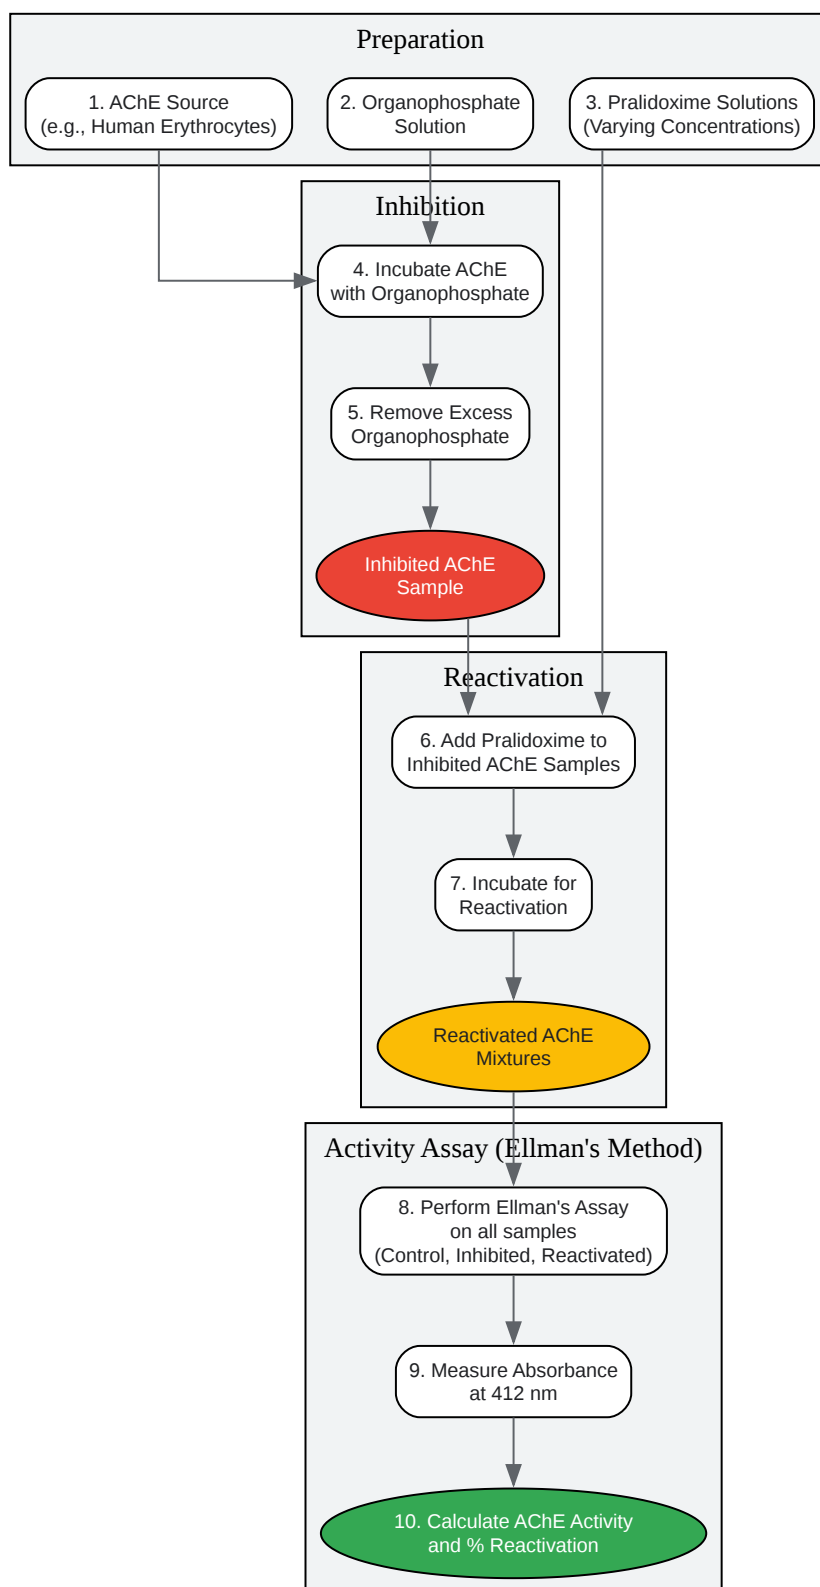 Preparation
1. AChE Source
(e.g., Human Erythrocytes)
2. Organophosphate
Solution
3. Pralidoxime Solutions
(Varying Concentrations)
Inhibition
4. Incubate AChE
with Organophosphate
5. Remove Excess
Organophosphate
Inhibited AChE
Sample
Reactivation
6. Add Pralidoxime to
Inhibited AChE Samples
7. Incubate for
Reactivation
Reactivated AChE
Mixtures
Activity Assay (Ellman's Method)
8. Perform Ellman's Assay
on all samples
(Control, Inhibited, Reactivated)
9. Measure Absorbance
at 412 nm
10. Calculate AChE Activity
and % Reactivation